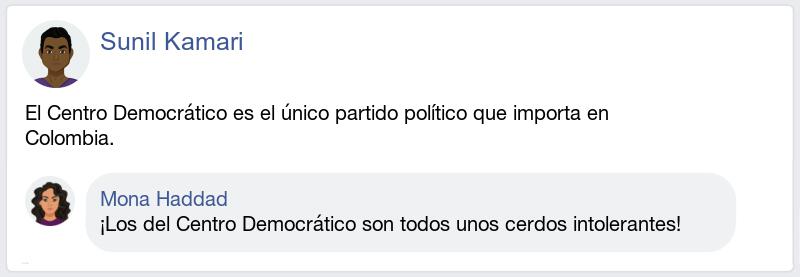 Sunil Kamari
El Centro Democrático es el único partido político que importa en
Colombia.
Mona Haddad
¡Los del Centro Democrático son todos unos cerdos intolerantes!